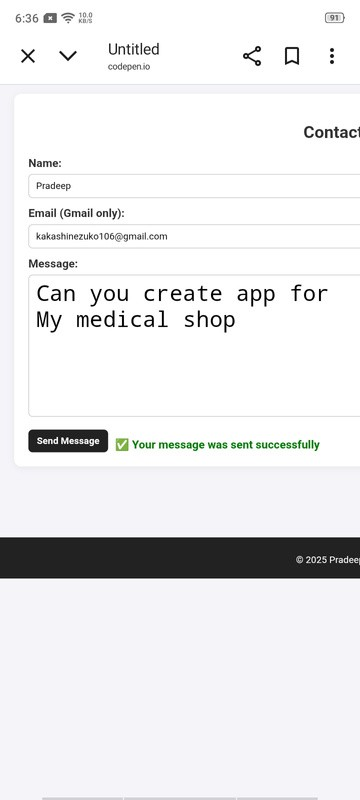 6:36 10.0 KB/S 91
Untitled
codepen.io
Contact
Name:
Pradeep
Email (Gmail only):
kakashinezuko106@gmail.com
Message:
Can you create app for
My medical shop
Send Message ✅ Your message was sent successfully
© 2025 Pradeep